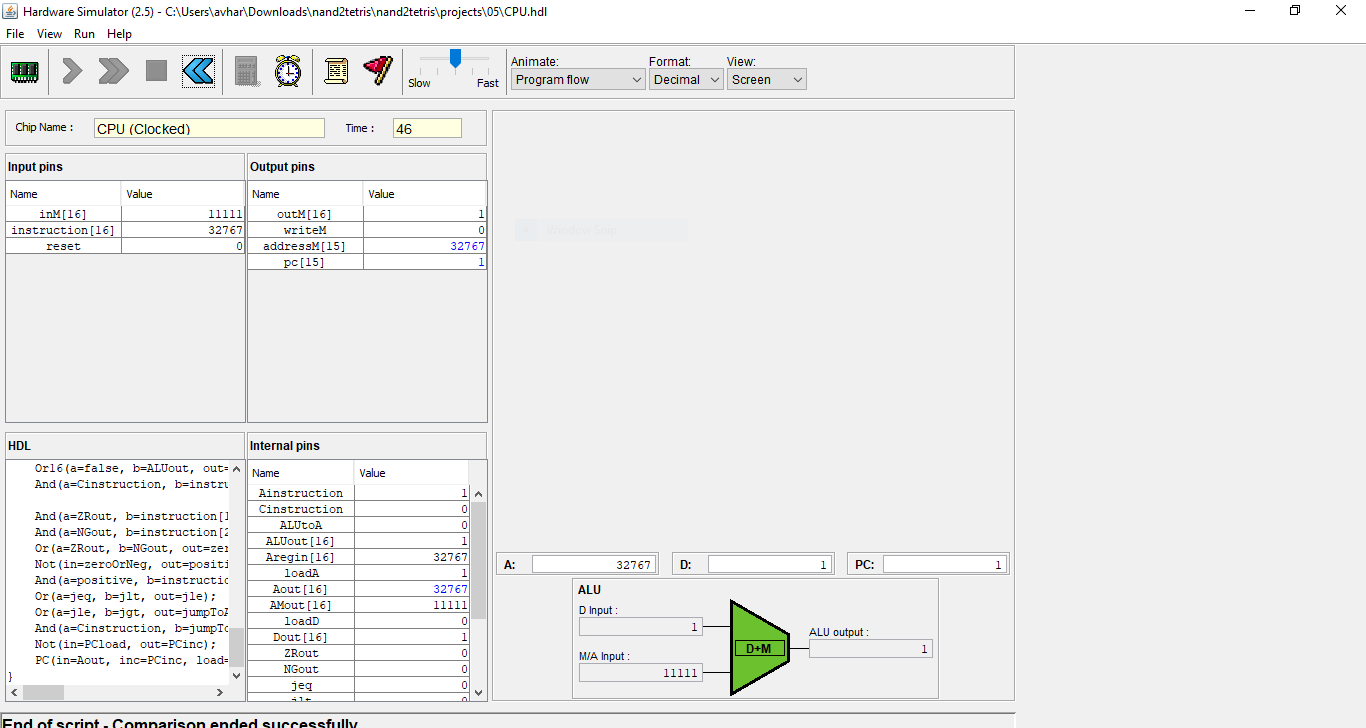 Hardware Simulator (2.5) - C:\Users\avhar\Downloads\nand2tetris\nand2tetris\projects\05\CPU.hdl
File View Run Help
Slow Fast
Animate: Format: View:
Program flow Decimal Screen
Chip Name : CPU (Clocked) Time : 46
Input pins
Name Value
inM[16] 11111
instruction[16] 32767
reset 0
Output pins
Name Value
outM[16] 1
writeM 0
addressM[15] 32767
pc[15] 1
HDL
Or16(a=false, b=ALUout, out=
And(a=Cinstruction, b=instru
And(a=ZRout, b=instruction[1
And(a=NGout, b=instruction[2
Or(a=ZRout, b=NGout, out=zer
Not(in=zeroOrNeg, out=positi
And(a=positive, b=instructio
Or(a=jeq, b=jlt, out=jle);
Or(a=jle, b=jgt, out=jumpToA
And(a=Cinstruction, b=jumpTo
Not(in=PCload, out=PCinc);
PC(in=Aout, inc=PCinc, load=
}
Internal pins
Name Value
Ainstruction 1
Cinstruction 0
ALUtoA 0
ALUout[16] 1
Aregin[16] 32767
loadA 1
Aout[16] 32767
AMout[16] 11111
loadD 0
Dout[16] 1
ZRout 0
NGout 0
jeq 0
jlt 0
A: 32767 D: 1 PC: 1
ALU
D Input :
1
M/A Input :
11111
D+M
ALU output :
1
End of script - Comparison ended successfully